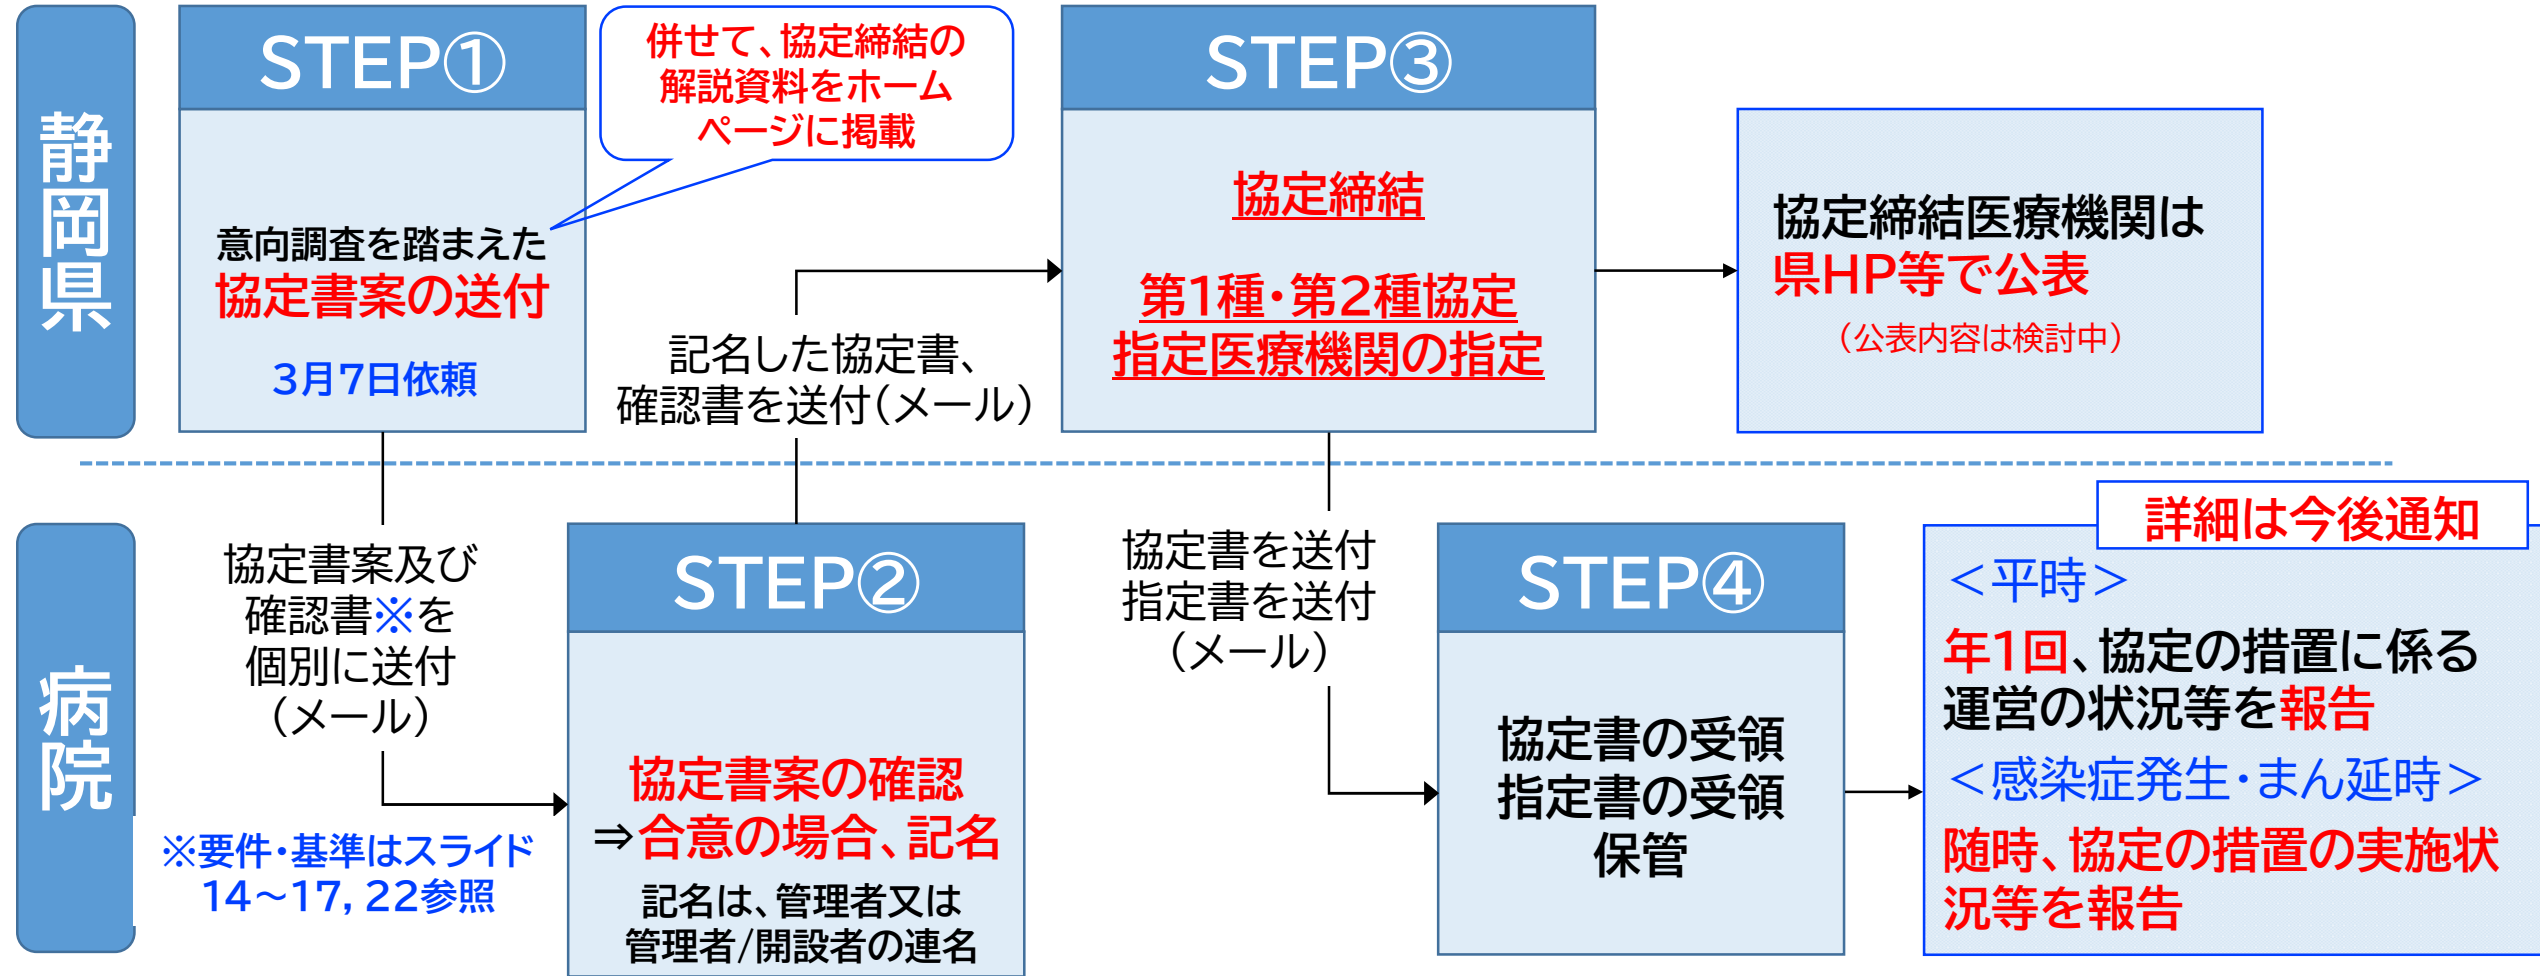 静岡県
STEP①
意向調査を踏まえた
協定書案の送付
3月7日依頼
併せて、協定締結の
解説資料をホーム
ページに掲載
STEP③
協定締結
第1種・第2種協定
指定医療機関の指定
協定締結医療機関は
県HP等で公表
（公表内容は検討中）
記名した協定書、
確認書を送付（メール）
病院
協定書案及び
確認書※を
個別に送付
（メール）
※要件・基準はスライド
14～17，22参照
STEP②
協定書案の確認
⇒合意の場合、記名
記名は、管理者又は
管理者/開設者の連名
協定書を送付
指定書を送付
（メール）
STEP④
協定書の受領
指定書の受領
保管
詳細は今後通知
＜平時＞
年1回、協定の措置に係る
運営の状況等を報告
＜感染症発生・まん延時＞
随時、協定の措置の実施状
況等を報告